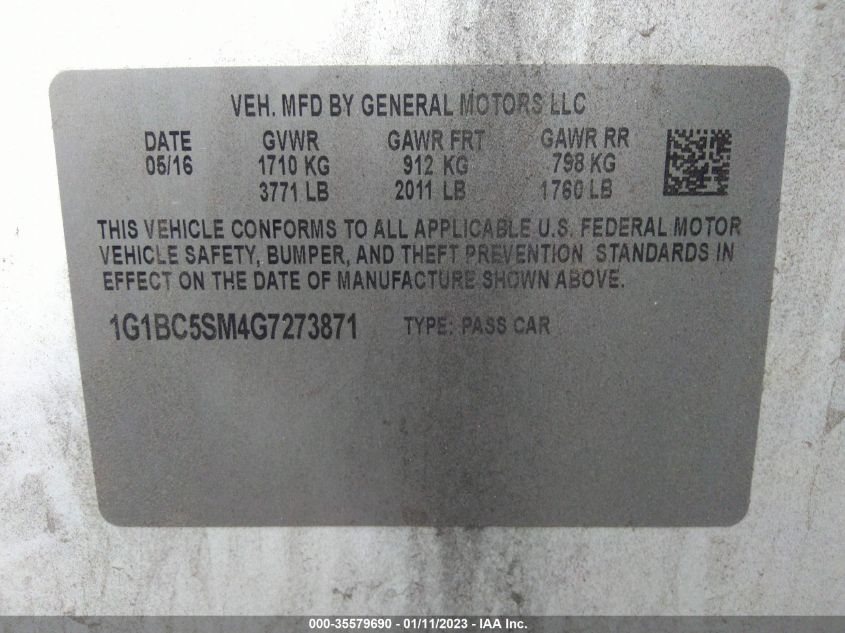 VEH. MFD BY GENERAL MOTORS LLC
DATE GVWR GAWR FRT GAWR RR
05/16 1710 KG 912 KG 798 KG
3771 LB 2011 LB 1760 LB
THIS VEHICLE CONFORMS TO ALL APPLICABLE U.S. FEDERAL MOTOR
VEHICLE SAFETY, BUMPER, AND THEFT PREVENTION STANDARDS IN
EFFECT ON THE DATE OF MANUFACTURE SHOWN ABOVE.
1G1BC5SM4G7273871 TYPE: PASS CAR
000-35579690 - 01/11/2023 - IAA Inc.